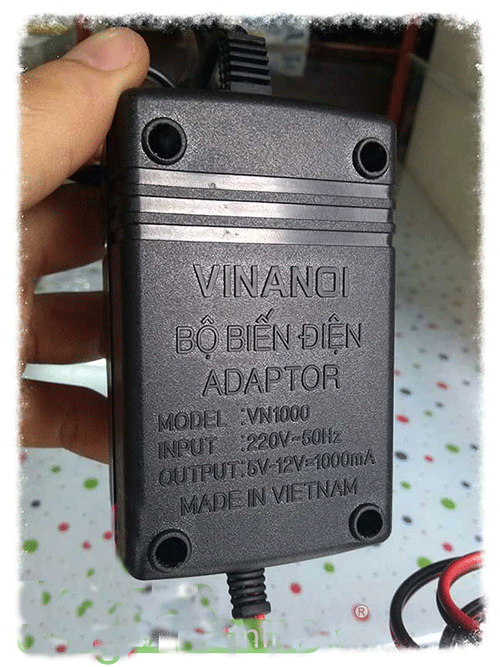 VINANOI
BỘ BIẾN ĐIỆN
ADAPTOR
MODEL :VN1000
INPUT :220V~50Hz
OUTPUT:5V-12V=1000mA
MADE IN VIETNAM
®